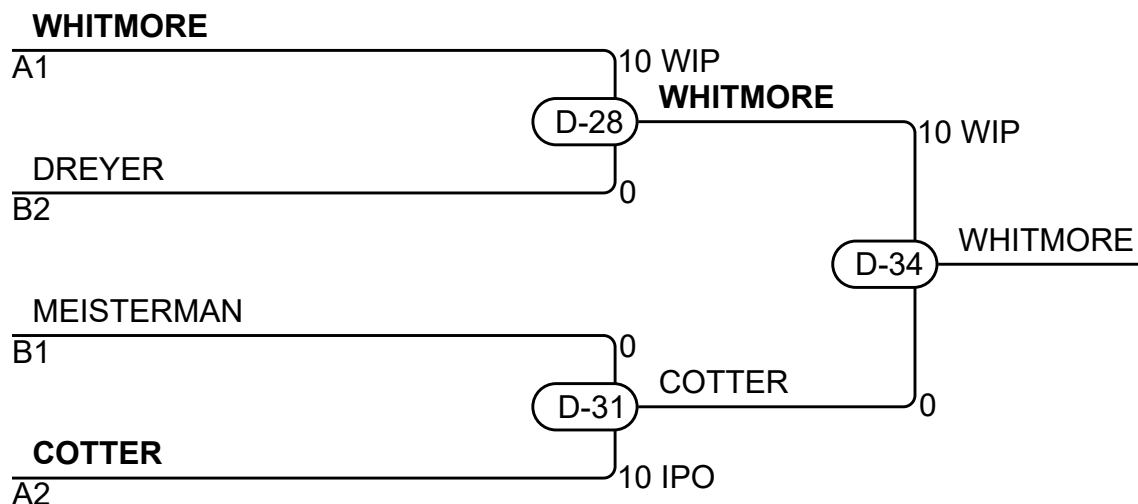 WHITMORE
A1
10 WIP
WHITMORE
D-28
10 WIP
DREYER
B2
0
WHITMORE
D-34
MEISTERMAN
B1
0
COTTER
D-31
0
COTTER
A2
10 IPO